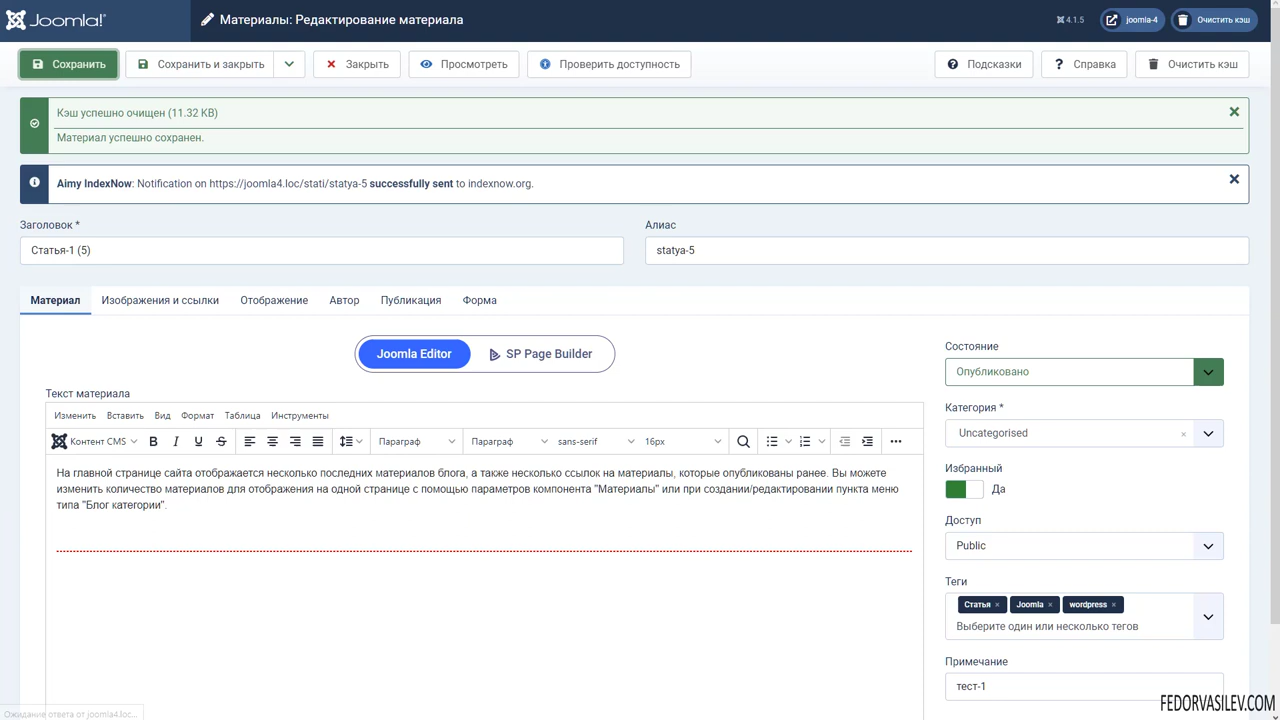 Joomla!®
Материалы: Редактирование материала
4.1.5
joomla-4
Очистить кэш
Сохранить
Сохранить и закрыть
Закрыть
Просмотреть
Проверить доступность
Подсказки
Справка
Очистить кэш
Кэш успешно очищен (11.32 KB)
Материал успешно сохранен.
Aimy IndexNow: Notification on https://joomla4.loc/stati/statya-5 successfully sent to indexnow.org.
Заголовок *
Алиас
Статья-1 (5)
statya-5
Материал
Изображения и ссылки
Отображение
Автор
Публикация
Форма
Joomla Editor
SP Page Builder
Текст материала
Изменить
Вставить
Вид
Формат
Таблица
Инструменты
Контент CMS
B
I
U
S
Параграф
Параграф
sans-serif
16px
На главной странице сайта отображается несколько последних материалов блога, а также несколько ссылок на материалы, которые опубликованы ранее. Вы можете
изменить количество материалов для отображения на одной странице с помощью параметров компонента "Материалы" или при создании/редактировании пункта меню
типа "Блог категории".
Состояние
Опубликовано
Категория *
Uncategorised
Избранный
Да
Доступ
Public
Теги
Статья ×
Joomla ×
wordpress ×
Выберите один или несколько тегов
Примечание
тест-1
Ожидание ответа от joomla4.loc...
FEDORVASILEV.COM